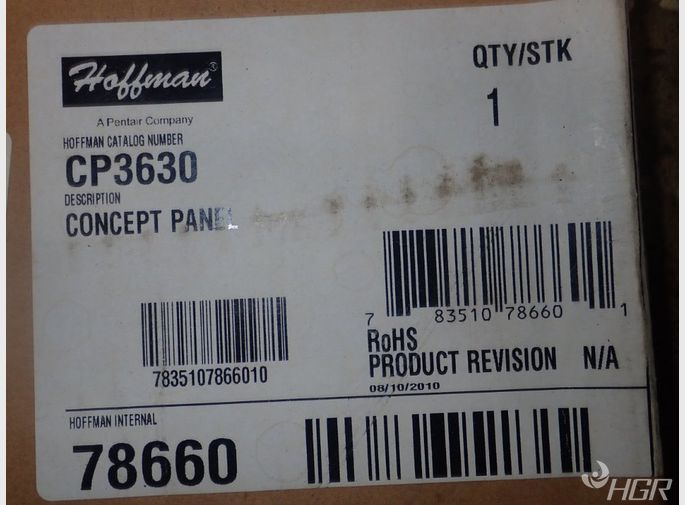 Hoffman®
A Pentair Company
QTY/STK
1
HOFFMAN CATALOG NUMBER
CP3630
DESCRIPTION
CONCEPT PANEL
7835107866010
7 83510 78660 1
RoHS
PRODUCT REVISION N/A
08/10/2010
HOFFMAN INTERNAL
78660
HGR